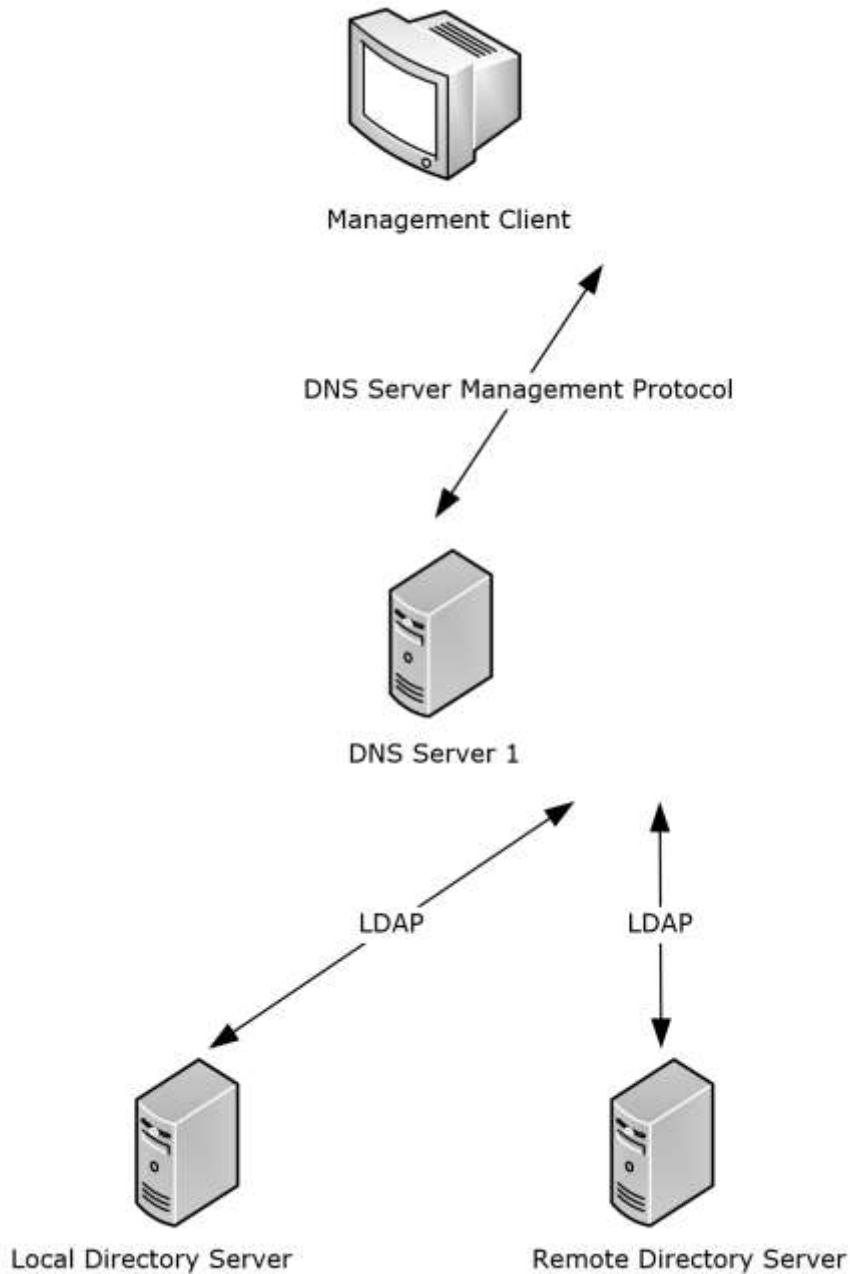 Management Client
DNS Server Management Protocol
DNS Server 1
LDAP
LDAP
Local Directory Server
Remote Directory Server